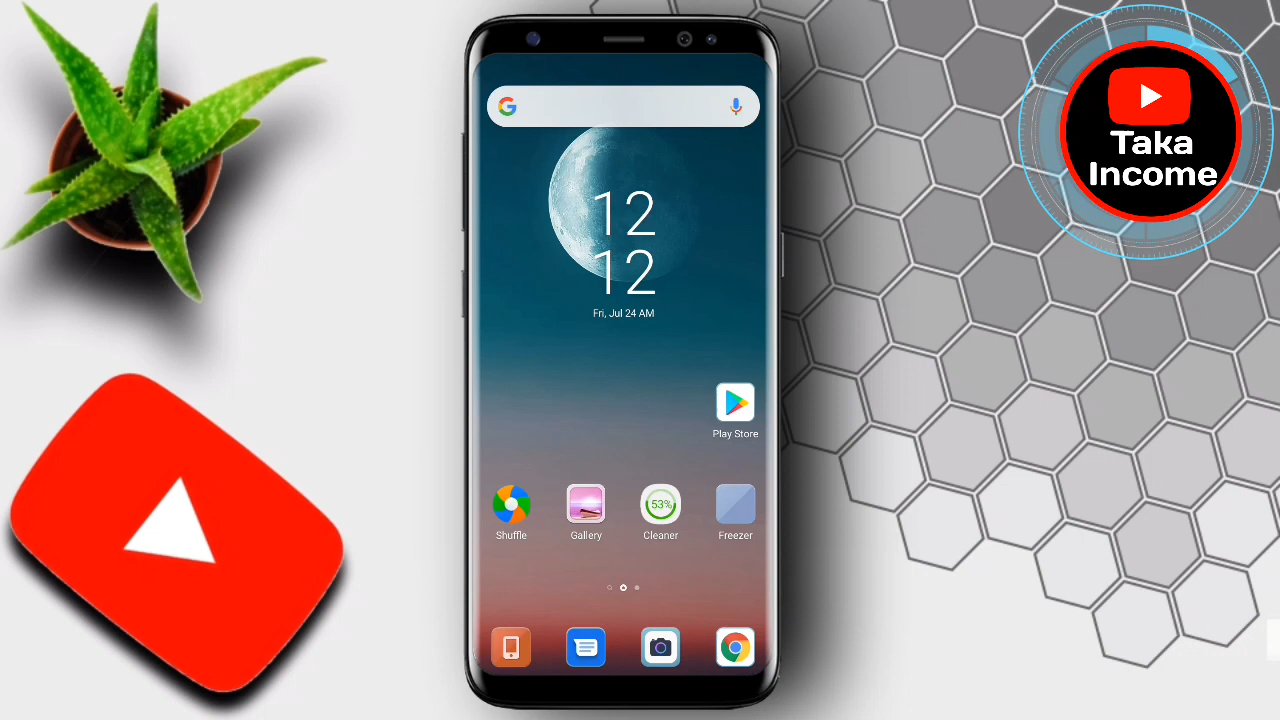 Taka
Income
12
12
Fri, Jul 24 AM
Play Store
53%
Shuffle
Gallery
Cleaner
Freezer